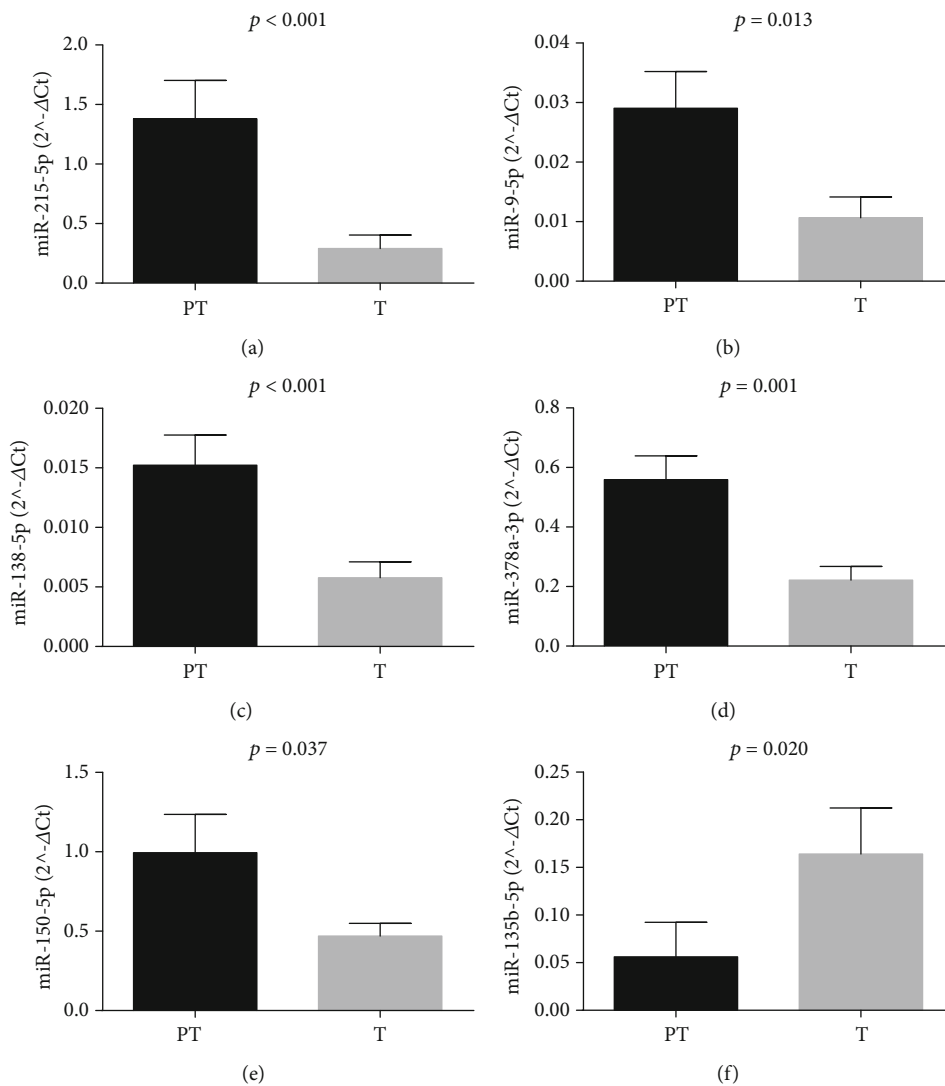 p < 0.001
miR-215-5p (2^-ΔCt)
2.0
1.5
1.0
0.5
0.0
PT
T
(a)
p = 0.013
miR-9-5p (2^-ΔCt)
0.04
0.03
0.02
0.01
0.00
PT
T
(b)
p < 0.001
miR-138-5p (2^-ΔCt)
0.020
0.015
0.010
0.005
0.000
PT
T
(c)
p = 0.001
miR-378a-3p (2^-ΔCt)
0.8
0.6
0.4
0.2
0.0
PT
T
(d)
p = 0.037
miR-150-5p (2^-ΔCt)
1.5
1.0
0.5
0.0
PT
T
(e)
p = 0.020
miR-135b-5p (2^-ΔCt)
0.25
0.20
0.15
0.10
0.05
0.00
PT
T
(f)